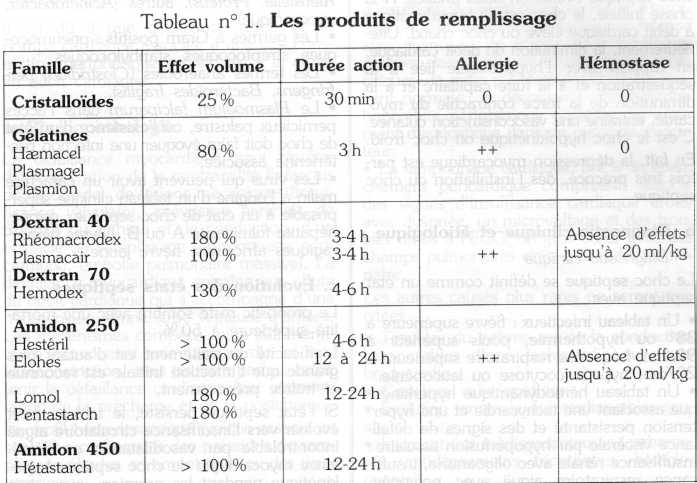 Tableau n° 1. Les produits de remplissage
Famille Effet volume Durée action Allergie Hémostase
Cristalloïdes 25 % 30 min 0 0
Gélatines
Hæmacel 80 % 3 h ++ 0
Plasmagel
Plasmion
Dextran 40
Rhéomacrodex 180 % 3-4 h Absence d'effets
Plasmacair 100 % 3-4 h ++ jusqu'à 20 ml/kg
Dextran 70
Hemodex 130 % 4-6 h
Amidon 250
Hestéril > 100 % 4-6 h
Elohes > 100 % 12 à 24 h ++ Absence d'effets
jusqu'à 20 ml/kg
Lomol 180 % 12-24 h
Pentastarch 180 %
Amidon 450
Hétastarch > 100 % 12-24 h